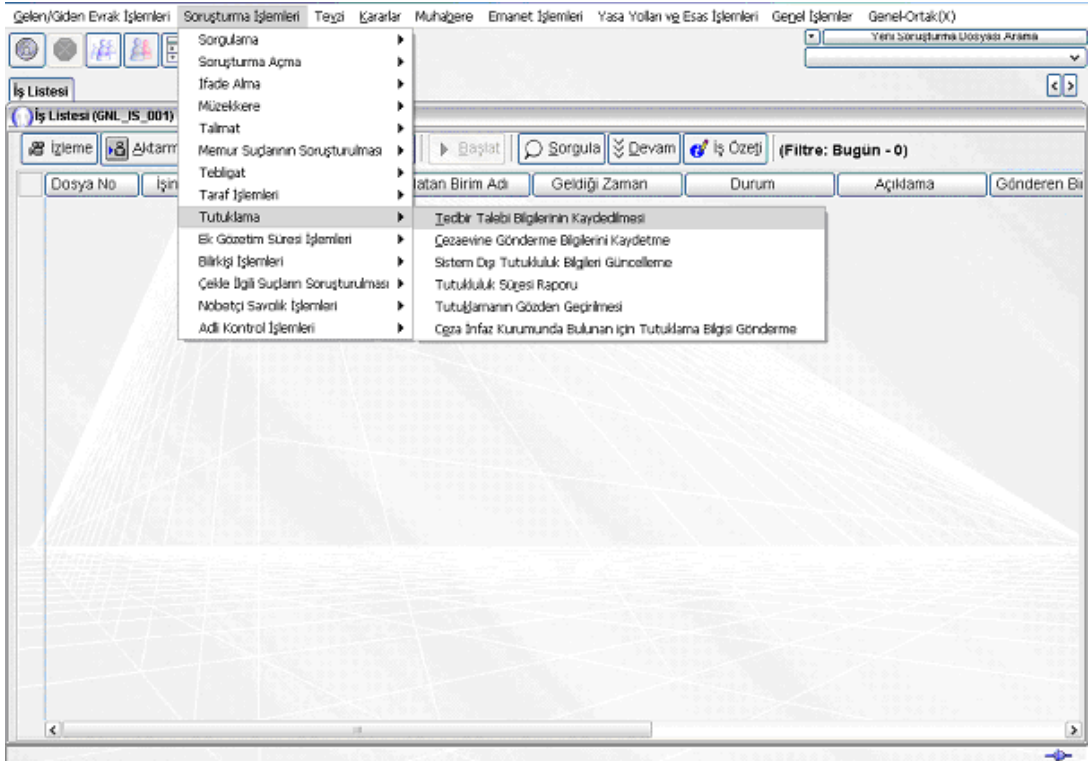 Gelen/Giden Evrak İşlemleri Soruşturma İşlemleri Tevzi Kararlar Muhabere Emanet İşlemleri Yasa Yolları ve Esas İşlemleri Genel İşlemler Genel-Ortak(X)
Yeni Soruşturma Dosyası Arama
İş Listesi
İş Listesi (GNL_IS_001)
İzleme Aktarm Başlat Sorgula Devam İş Özeti (Filtre: Bugün - 0)
Dosya No İşin latan Birim Adı Geldiği Zaman Durum Açıklama Gönderen Bi
Sorgulama
Soruşturma Açma
İfade Alma
Müzekkere
Talimat
Memur Suçlarının Soruşturulması
Tebligat
Taraf İşlemleri
Tutuklama
Ek Gözetim Süresi İşlemleri
Bilirkişi İşlemleri
Çekle İlgili Suçların Soruşturulması
Nöbetçi Savcılık İşlemleri
Adli Kontrol İşlemleri
Tedbir Talebi Bilgilerinin Kaydedilmesi
Cezaevine Gönderme Bilgilerini Kaydetme
Sistem Dışı Tutukluluk Bilgileri Güncelleme
Tutukluluk Süresi Raporu
Tutuklamanın Gözden Geçirilmesi
Ceza İnfaz Kurumunda Bulunan için Tutuklama Bilgisi Gönderme